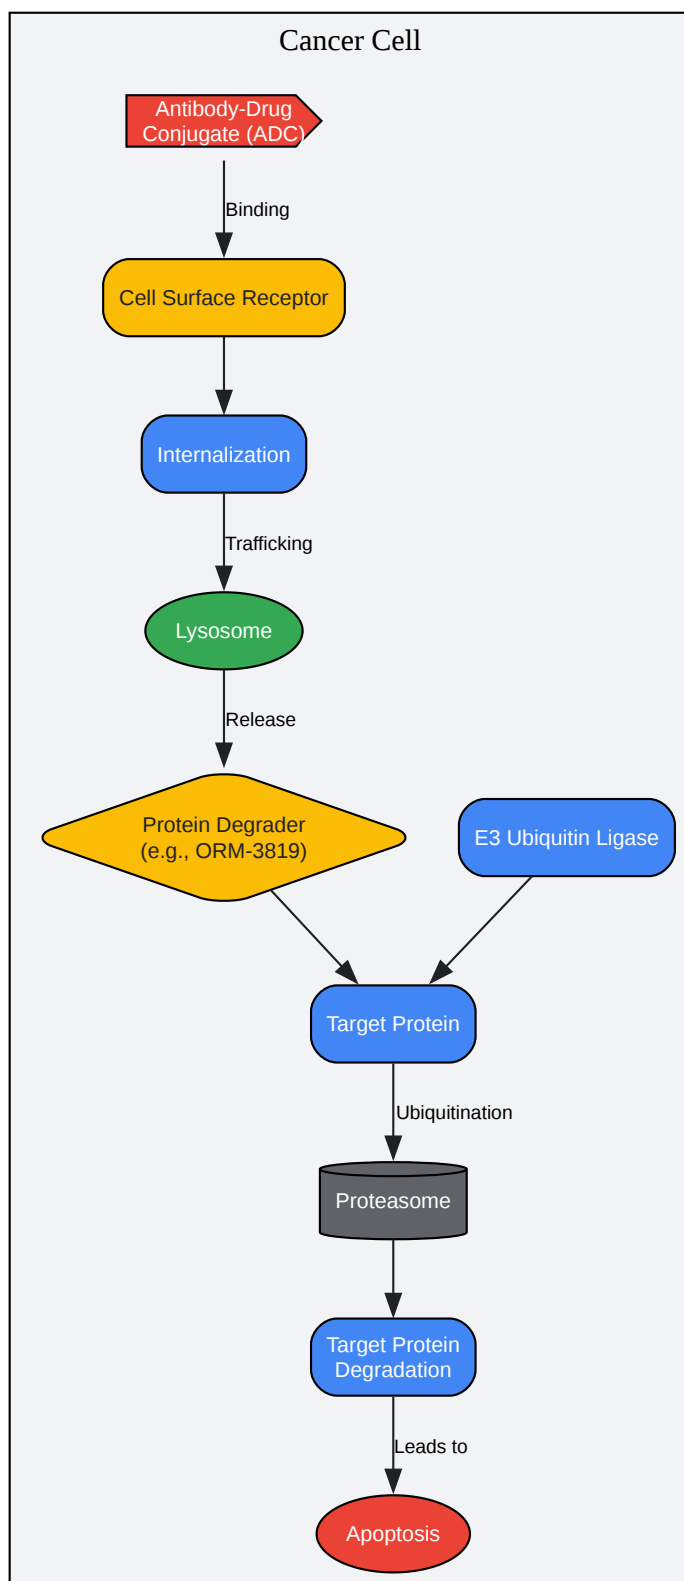 Cancer Cell
Antibody-Drug
Conjugate (ADC)
Binding
Cell Surface Receptor
Internalization
Trafficking
Lysosome
Release
Protein Degrader
(e.g., ORM-3819)
E3 Ubiquitin Ligase
Target Protein
Ubiquitination
Proteasome
Target Protein
Degradation
Leads to
Apoptosis